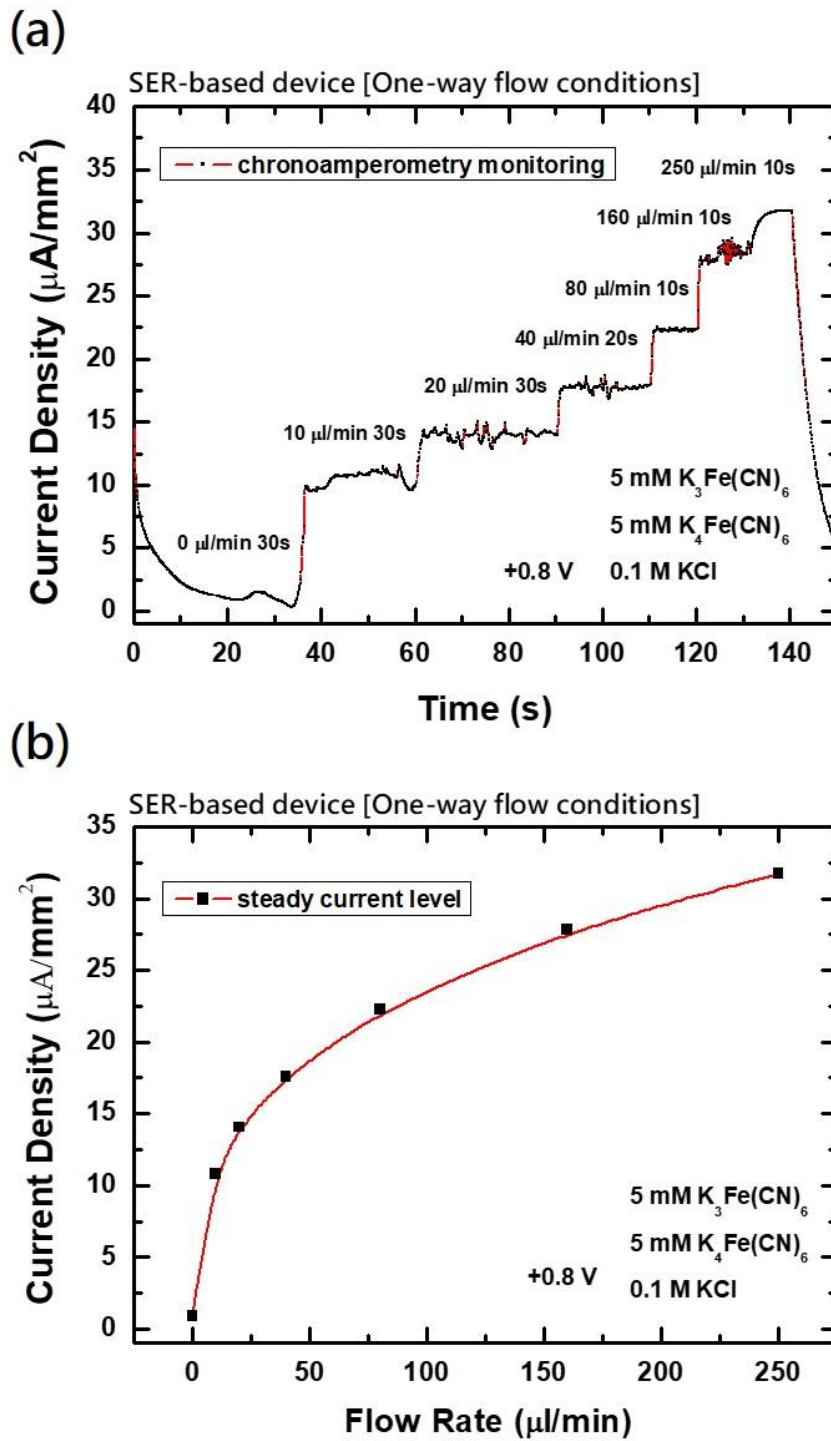 (a)
SER-based device [One-way flow conditions]
40
35
30
25
20
15
10
5
0
Current Density (μA/mm²)
chronoamperometry monitoring
250 μl/min 10s
160 μl/min 10s
80 μl/min 10s
40 μl/min 20s
20 μl/min 30s
10 μl/min 30s
0 μl/min 30s
5 mM K₃Fe(CN)₆
5 mM K₄Fe(CN)₆
+0.8 V 0.1 M KCl
0 20 40 60 80 100 120 140
Time (s)
(b)
SER-based device [One-way flow conditions]
35
30
25
20
15
10
5
0
Current Density (μA/mm²)
steady current level
5 mM K₃Fe(CN)₆
5 mM K₄Fe(CN)₆
+0.8 V 0.1 M KCl
0 50 100 150 200 250
Flow Rate (μl/min)